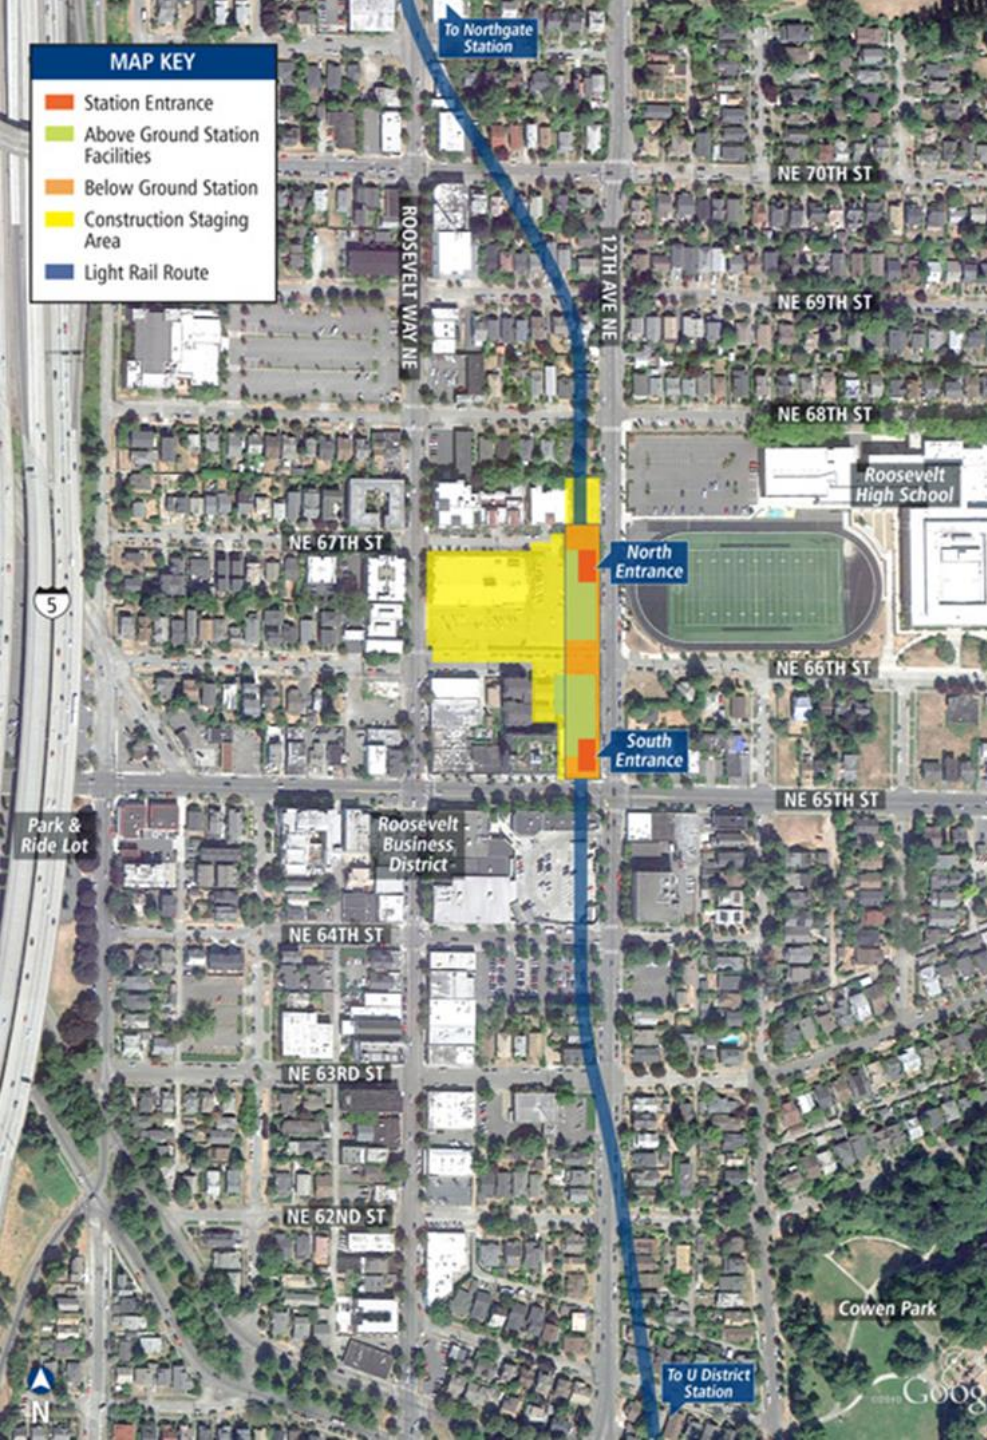 To Northgate
Station
MAP KEY
Station Entrance
Above Ground Station
Facilities
Below Ground Station
Construction Staging
Area
Light Rail Route
NE 70TH ST
ROOSEVELT WAY NE
12TH AVE NE
NE 69TH ST
NE 68TH ST
Roosevelt
High School
NE 67TH ST
North
Entrance
5
NE 66TH ST
South
Entrance
NE 65TH ST
Park &
Ride Lot
Roosevelt
Business
District
NE 64TH ST
NE 63RD ST
NE 62ND ST
Cowen Park
To U District
Station
N
Goog